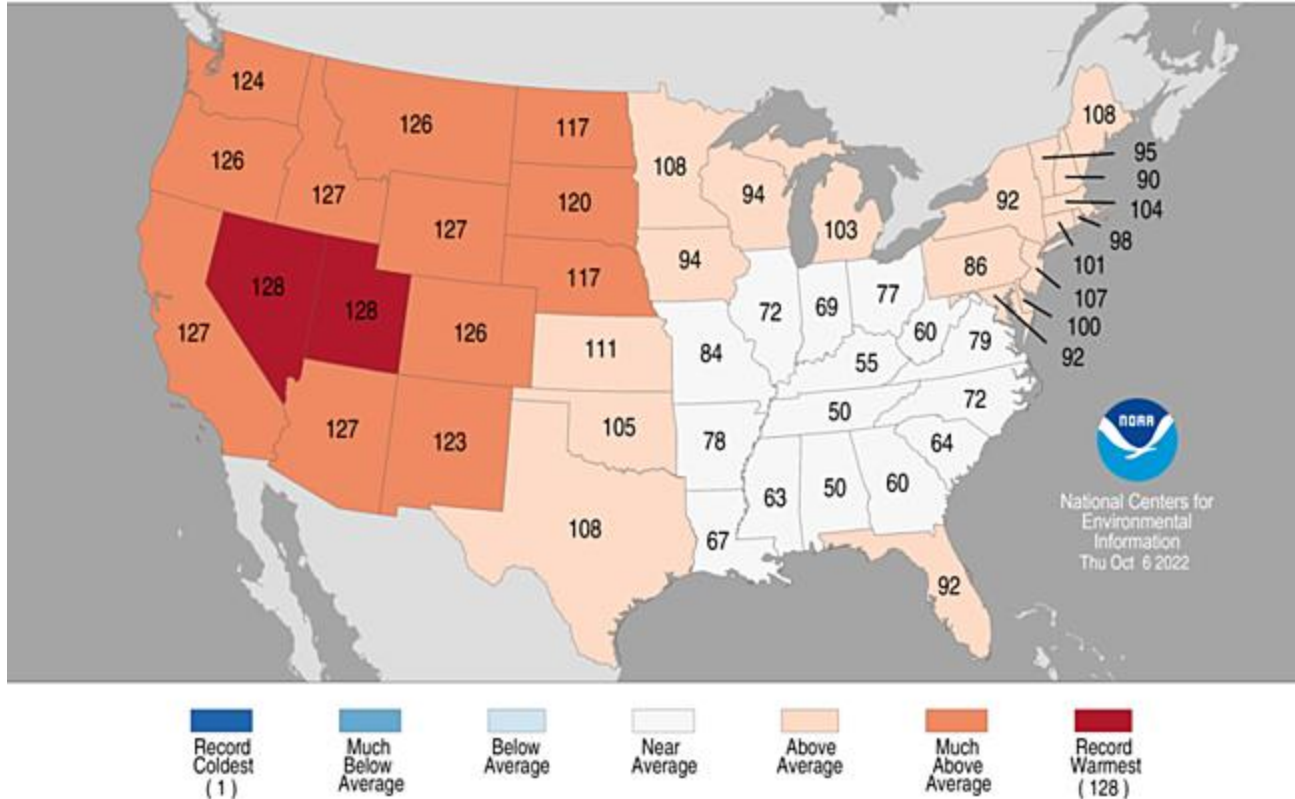 124
126
117
108
108
95
126
90
127
120
94
92
104
127
103
98
94
86
101
117
128
107
128
72
69
77
100
127
126
60
79
92
111
84
55
72
50
127
123
105
78
64
NOAA
63
50
60
National Centers for
Environmental
Information
Thu Oct 6 2022
108
67
92
Record
Coldest
( 1 )
Much
Below
Average
Below
Average
Near
Average
Above
Average
Much
Above
Average
Record
Warmest
( 128 )